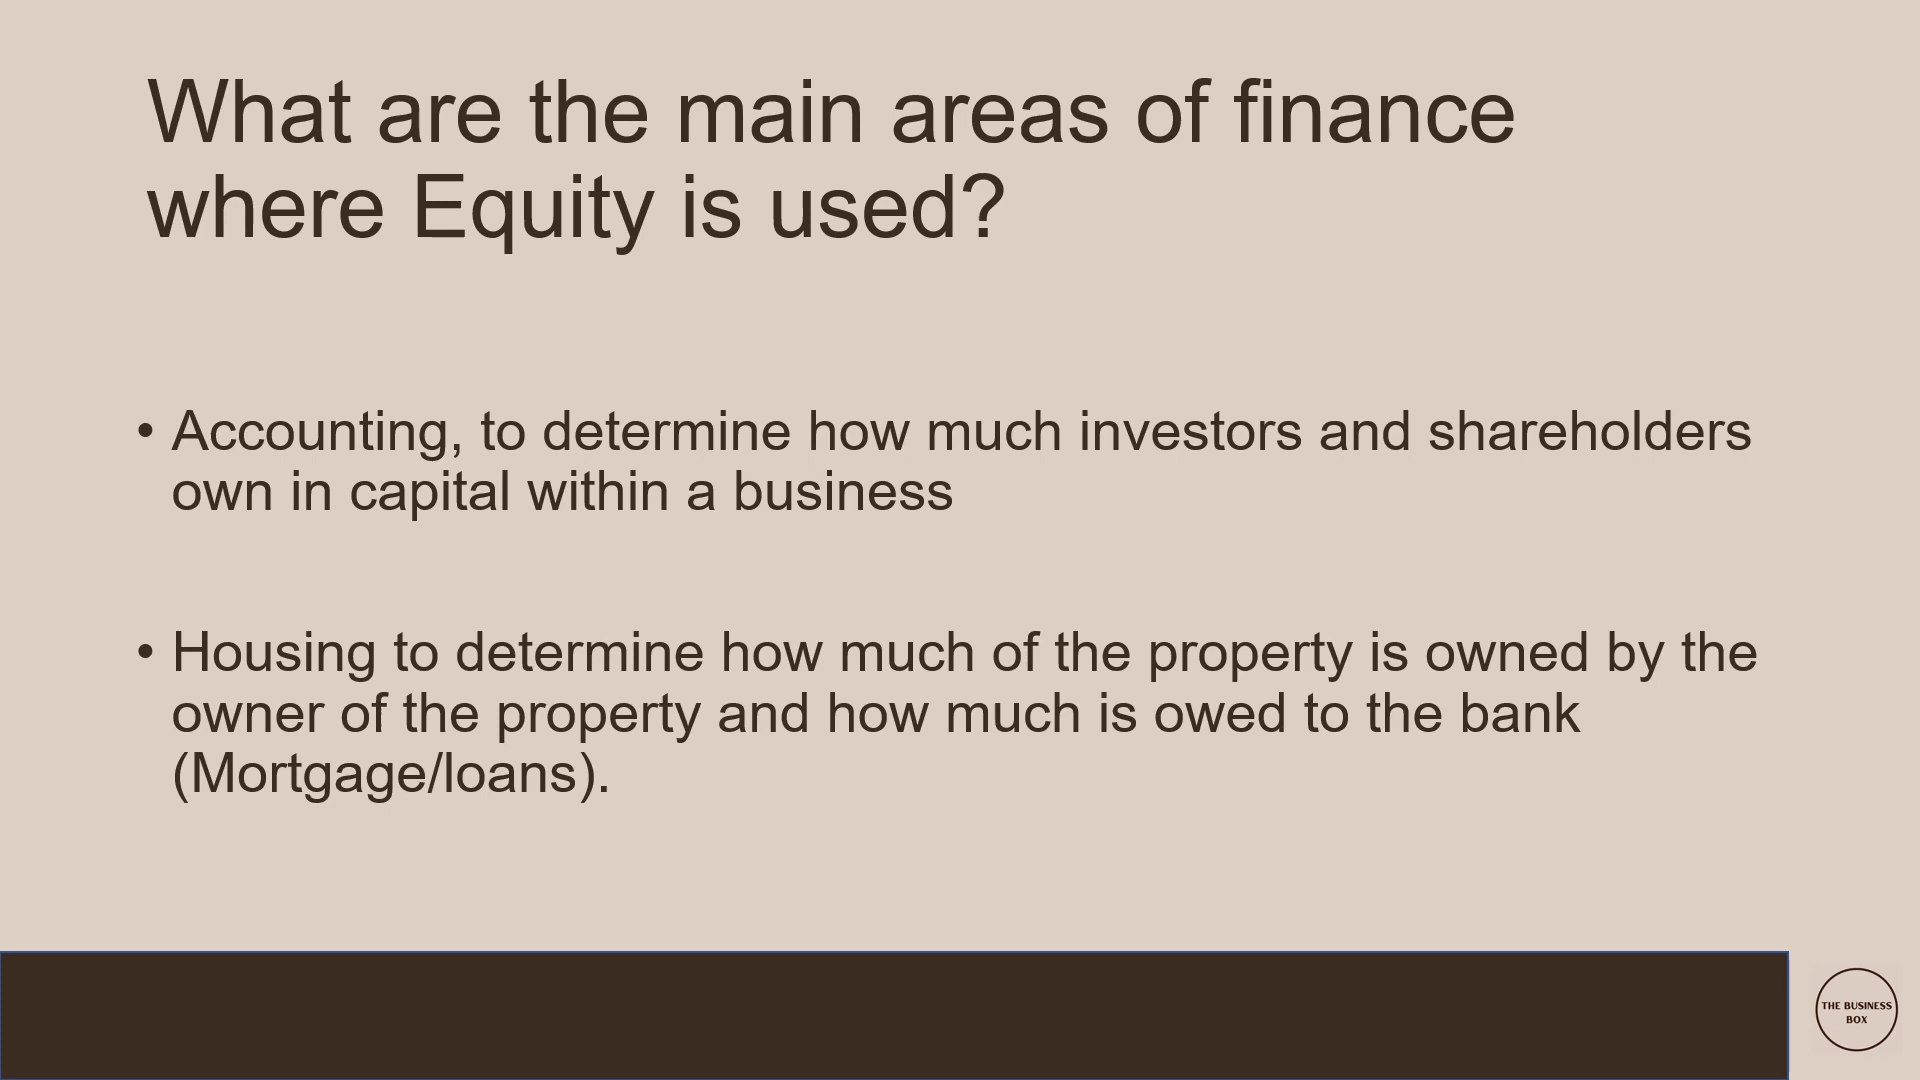 What are the main areas of finance
where Equity is used?
• Accounting, to determine how much investors and shareholders
own in capital within a business
• Housing to determine how much of the property is owned by the
owner of the property and how much is owed to the bank
(Mortgage/loans).
THE BUSINESS
BOX